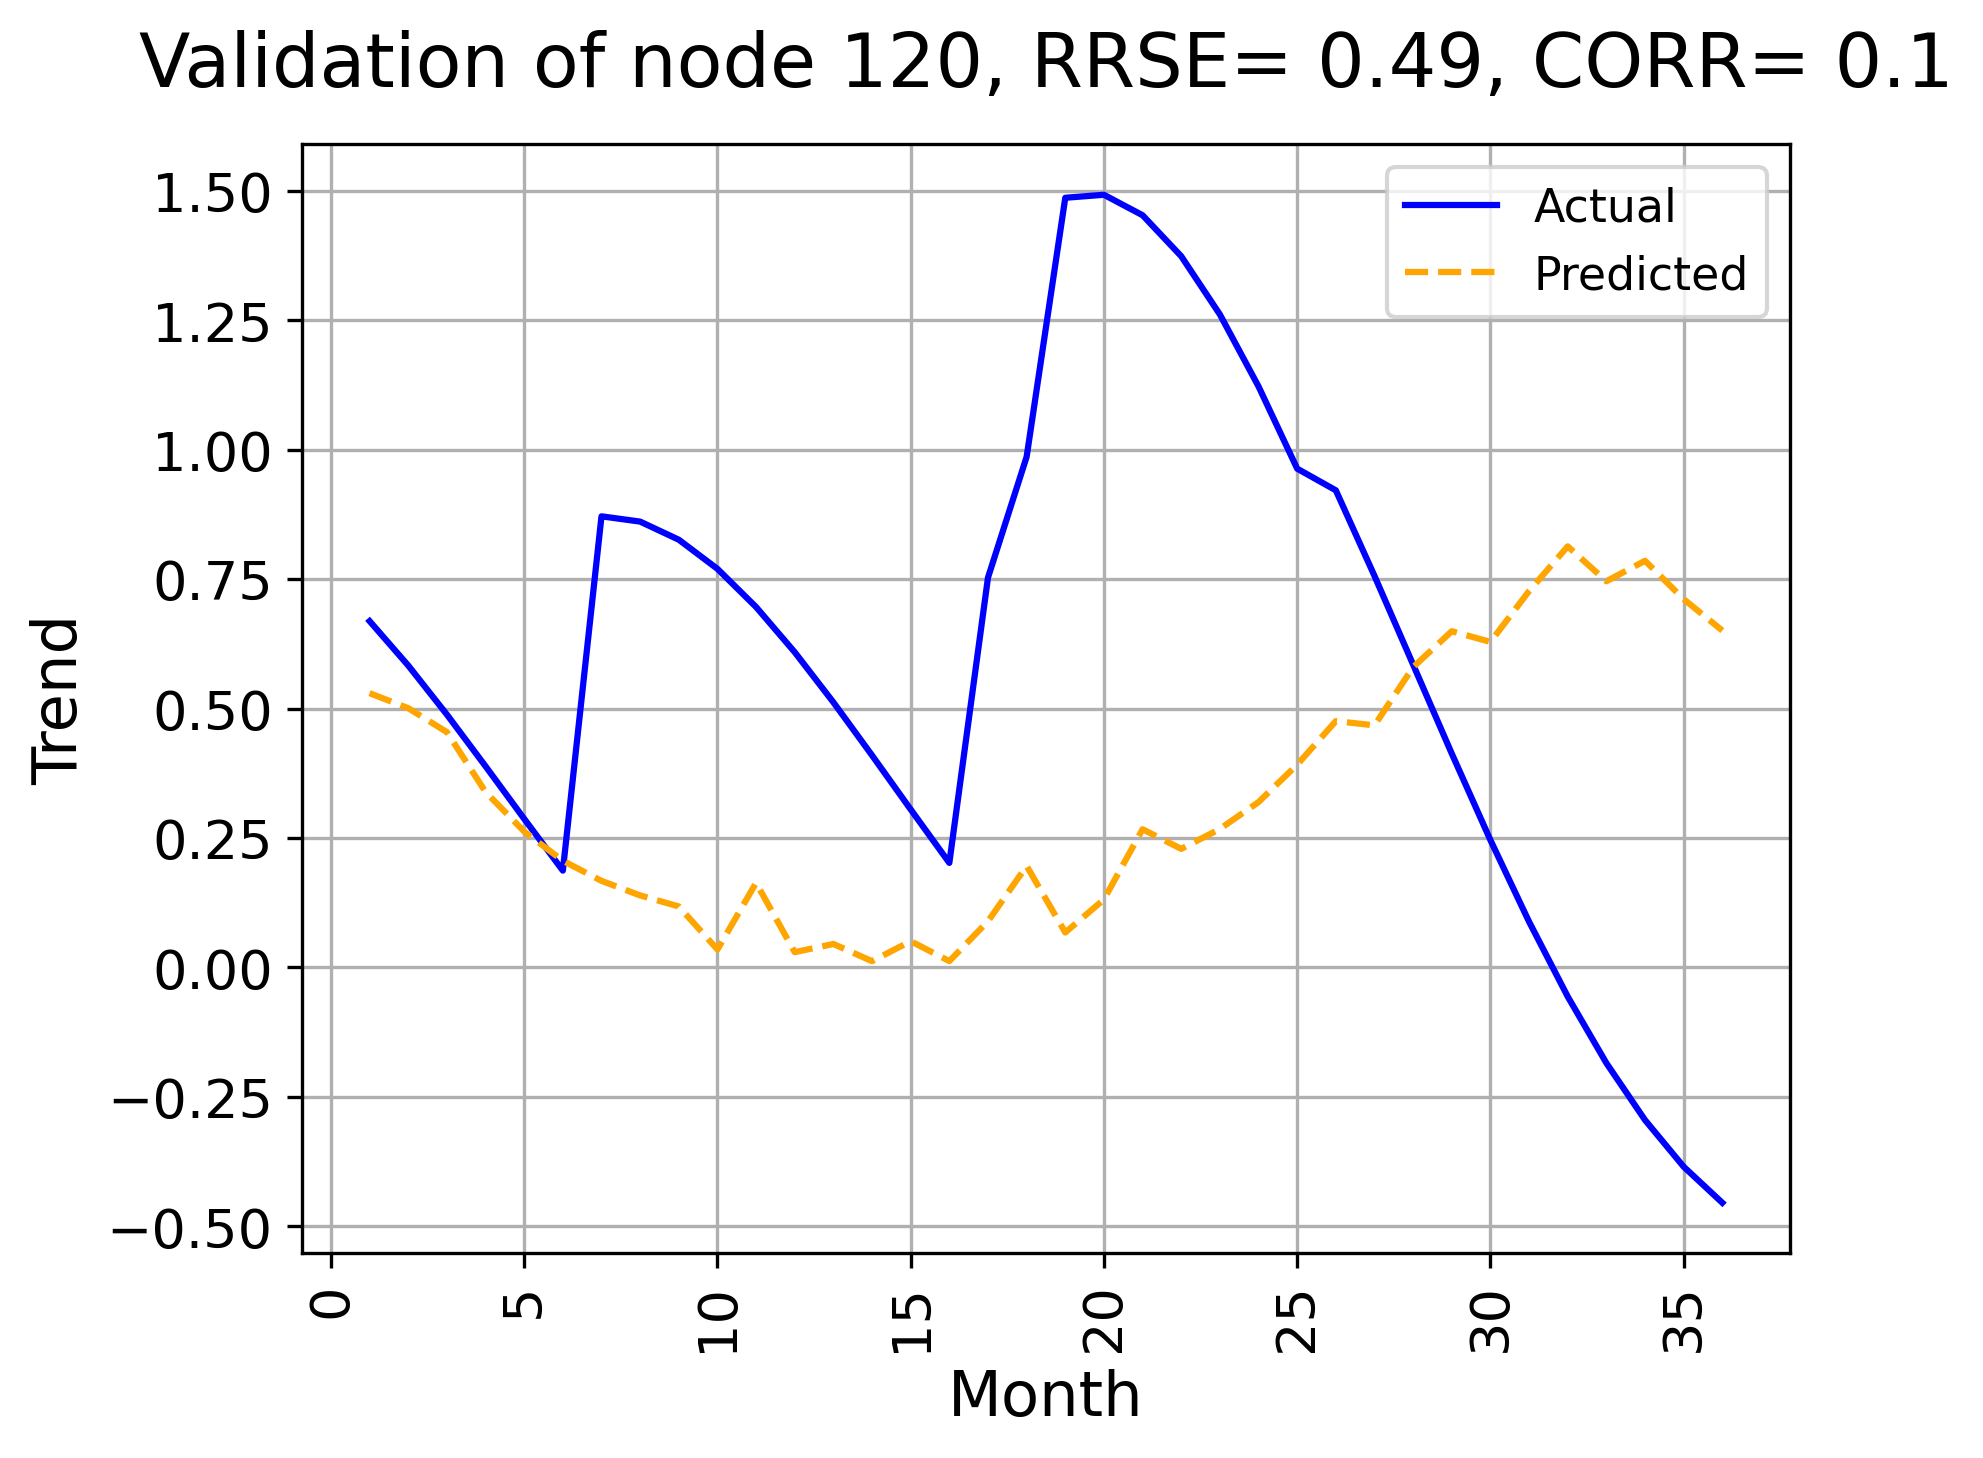 Validation of node 120, RRSE= 0.49, CORR= 0.1
Actual
Predicted
1.50
1.25
1.00
0.75
0.50
0.25
0.00
−0.25
−0.50
Trend
0 5 10 15 20 25 30 35
Month